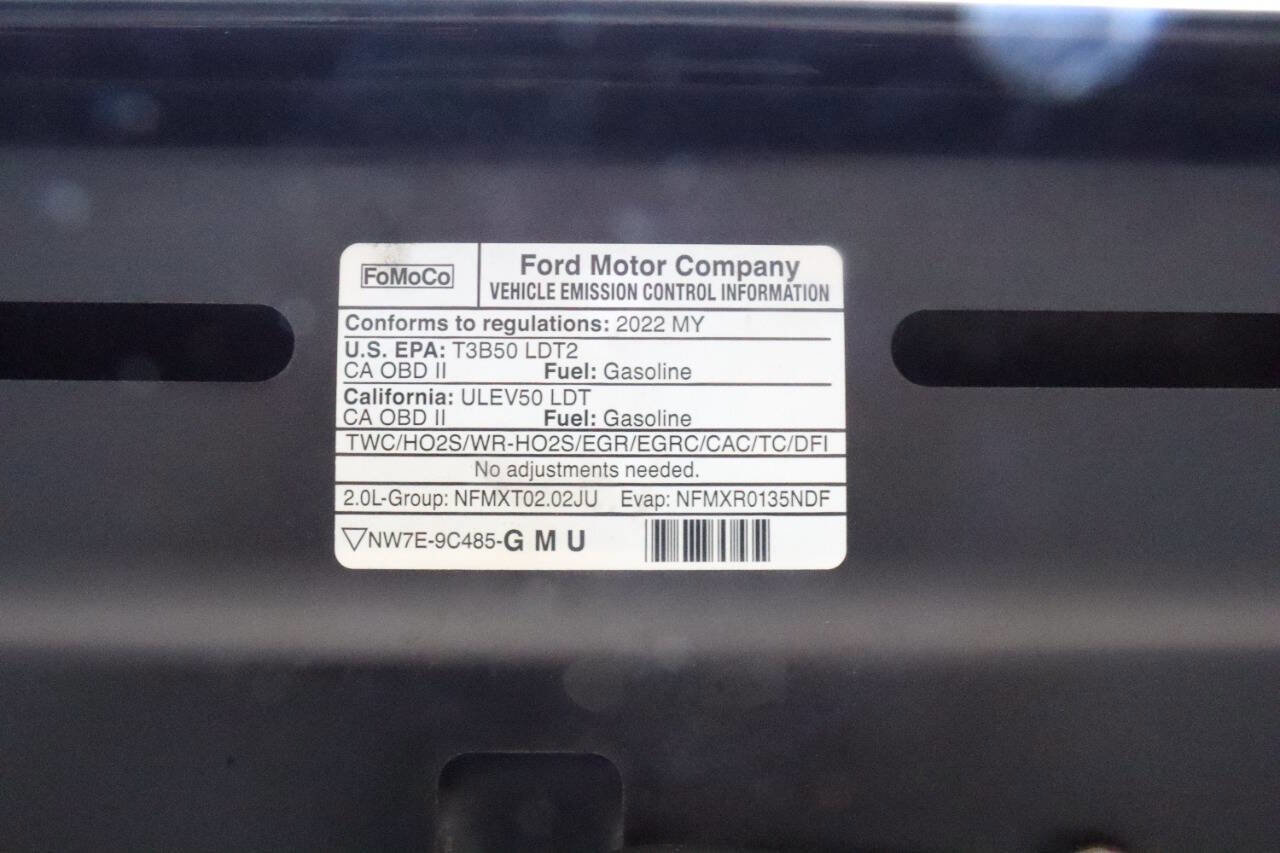 FoMoCo
Ford Motor Company
VEHICLE EMISSION CONTROL INFORMATION
Conforms to regulations: 2022 MY
U.S. EPA: T3B50 LDT2
CA OBD II Fuel: Gasoline
California: ULEV50 LDT
CA OBD II Fuel: Gasoline
TWC/HO2S/WR-HO2S/EGR/EGRC/CAC/TC/DFI
No adjustments needed.
2.0L-Group: NFMXT02.02JU Evap: NFMXR0135NDF
▽NW7E-9C485-G M U